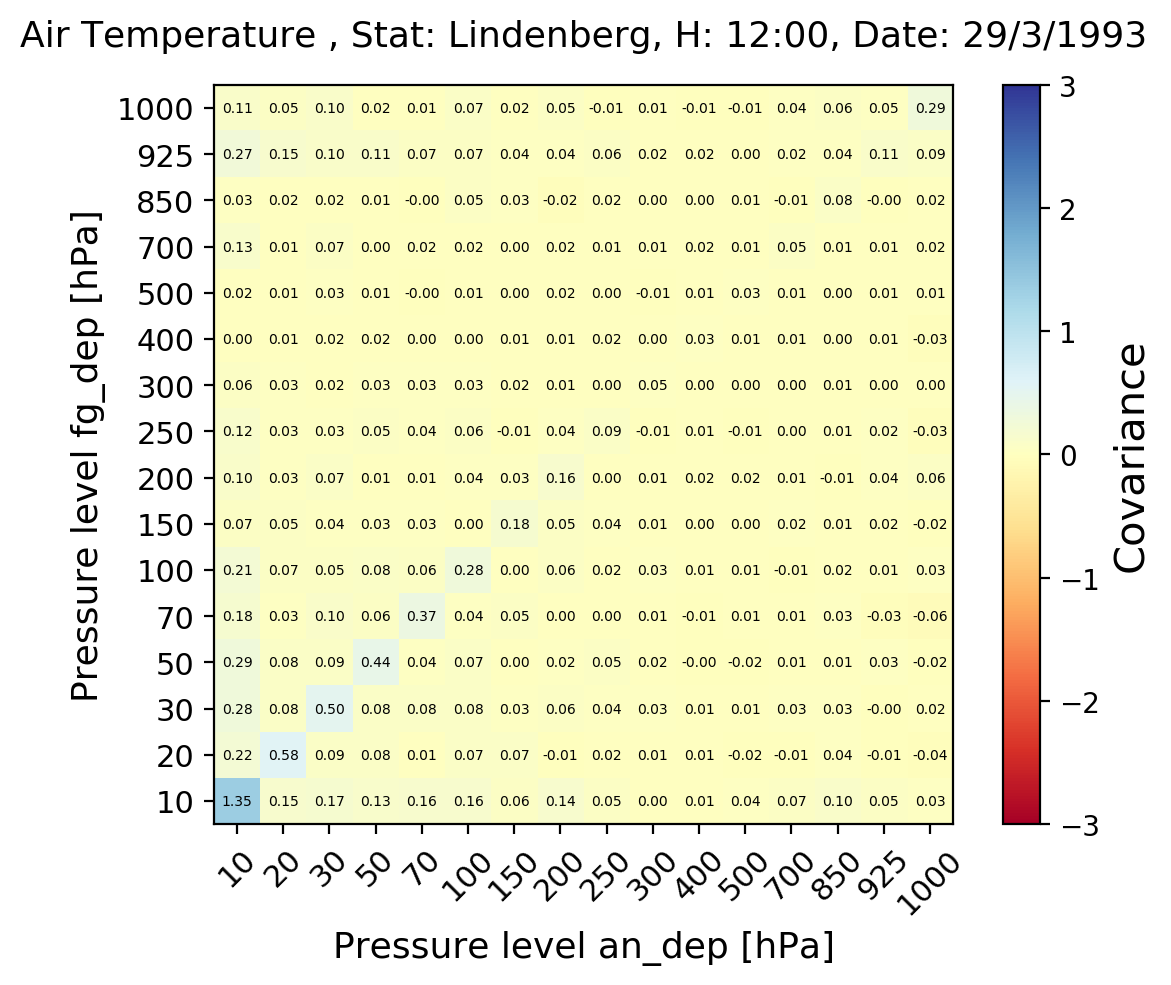 Air Temperature , Stat: Lindenberg, H: 12:00, Date: 29/3/1993
Pressure level fg_dep [hPa]
1000 0.11 0.05 0.10 0.02 0.01 0.07 0.02 0.05 -0.01 0.01 -0.01 -0.01 0.04 0.06 0.05 0.29
925 0.27 0.15 0.10 0.11 0.07 0.07 0.04 0.04 0.06 0.02 0.02 0.00 0.02 0.04 0.11 0.09
850 0.03 0.02 0.02 0.01 -0.00 0.05 0.03 -0.02 0.02 0.00 0.00 0.01 -0.01 0.08 -0.00 0.02
700 0.13 0.01 0.07 0.00 0.02 0.02 0.00 0.02 0.01 0.01 0.02 0.01 0.05 0.01 0.01 0.02
500 0.02 0.01 0.03 0.01 -0.00 0.01 0.00 0.02 0.00 -0.01 0.01 0.03 0.01 0.00 0.01 0.01
400 0.00 0.01 0.02 0.02 0.00 0.00 0.01 0.01 0.02 0.00 0.03 0.01 0.01 0.00 0.01 -0.03
300 0.06 0.03 0.02 0.03 0.03 0.03 0.02 0.01 0.00 0.05 0.00 0.00 0.00 0.01 0.00 0.00
250 0.12 0.03 0.03 0.05 0.04 0.06 -0.01 0.04 0.09 -0.01 0.01 -0.01 0.00 0.01 0.02 -0.03
200 0.10 0.03 0.07 0.01 0.01 0.04 0.03 0.16 0.00 0.01 0.02 0.02 0.01 -0.01 0.04 0.06
150 0.07 0.05 0.04 0.03 0.03 0.00 0.18 0.05 0.04 0.01 0.00 0.00 0.02 0.01 0.02 -0.02
100 0.21 0.07 0.05 0.08 0.06 0.28 0.00 0.06 0.02 0.03 0.01 0.01 -0.01 0.02 0.01 0.03
70 0.18 0.03 0.10 0.06 0.37 0.04 0.05 0.00 0.00 0.01 -0.01 0.01 0.01 0.03 -0.03 -0.06
50 0.29 0.08 0.09 0.44 0.04 0.07 0.00 0.02 0.05 0.02 -0.00 -0.02 0.01 0.01 0.03 -0.02
30 0.28 0.08 0.50 0.08 0.08 0.08 0.03 0.06 0.04 0.03 0.01 0.01 0.03 0.03 -0.00 0.02
20 0.22 0.58 0.09 0.08 0.01 0.07 0.07 -0.01 0.02 0.01 0.01 -0.02 -0.01 0.04 -0.01 -0.04
10 1.35 0.15 0.17 0.13 0.16 0.16 0.06 0.14 0.05 0.00 0.01 0.04 0.07 0.10 0.05 0.03
10 20 30 50 70 100 150 200 250 300 400 500 700 850 925 1000
Pressure level an_dep [hPa]
3
2
1
0
−1
−2
−3
Covariance